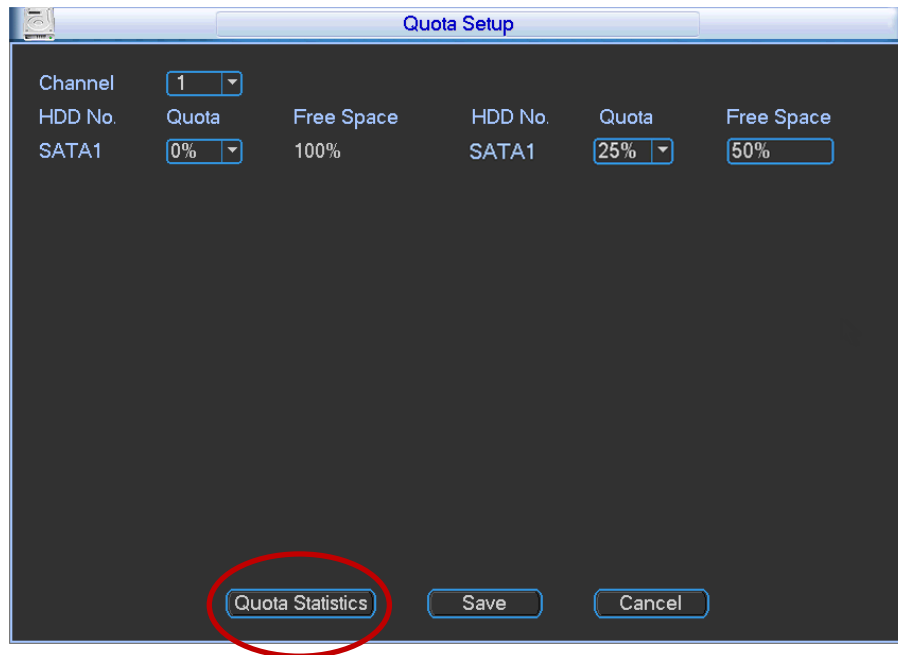 Quota Setup
Channel 1
HDD No. Quota Free Space HDD No. Quota Free Space
SATA1 0% 100% SATA1 25% 50%
Quota Statistics Save Cancel